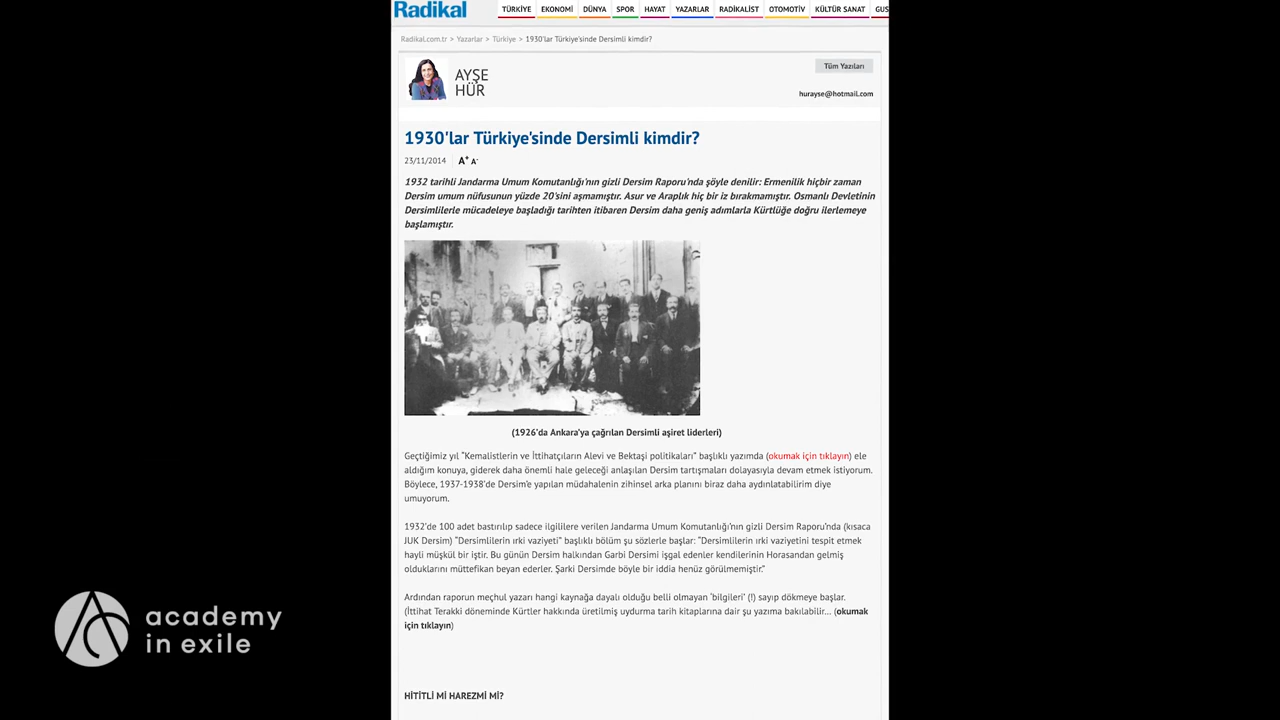 Radikal
TÜRKİYE EKONOMİ DÜNYA SPOR HAYAT YAZARLAR RADİKALİST OTOMOTİV KÜLTÜR SANAT GUS
Radikal.com.tr > Yazarlar > Türkiye > 1930'lar Türkiye'sinde Dersimli kimdir?
AYŞE
HÜR
Tüm Yazıları
hurayse@hotmail.com
1930'lar Türkiye'sinde Dersimli kimdir?
23/11/2014 A+ A-
1932 tarihli Jandarma Umum Komutanlığı'nın gizli Dersim Raporu'nda şöyle denilir: Ermenilik hiçbir zaman
Dersim umum nüfusunun yüzde 20'sini aşmamıştır. Asur ve Araplık hiç bir iz bırakmamıştır. Osmanlı Devletinin
Dersimlilerle mücadeleye başladığı tarihten itibaren Dersim daha geniş adımlarla Kürtlüğe doğru ilerlemeye
başlamıştır.
(1926'da Ankara'ya çağrılan Dersimli aşiret liderleri)
Geçtiğimiz yıl “Kemalistlerin ve İttihatçıların Alevi ve Bektaşi politikaları” başlıklı yazımda (okumak için tıklayın) ele
aldığım konuya, giderek daha önemli hale geleceği anlaşılan Dersim tartışmaları dolayasıyla devam etmek istiyorum.
Böylece, 1937-1938'de Dersim'e yapılan müdahalenin zihinsel arka planını biraz daha aydınlatabilirim diye
umuyorum.
1932'de 100 adet bastırılıp sadece ilgililere verilen Jandarma Umum Komutanlığı'nın gizli Dersim Raporu'nda (kısaca
JUK Dersim) “Dersimlilerin ırki vaziyeti” başlıklı bölüm şu sözlerle başlar: “Dersimlilerin ırki vaziyetini tespit etmek
hayli müşkül bir iştir. Bu günün Dersim halkından Garbi Dersimi işgal edenler kendilerinin Horasandan gelmiş
olduklarını müttefikan beyan ederler. Şarki Dersimde böyle bir iddia henüz görülmemiştir.”
Ardından raporun meçhul yazarı hangi kaynağa dayalı olduğu belli olmayan ‘bilgileri’ (!) sayıp dökmeye başlar.
(İttihat Terakki döneminde Kürtler hakkında üretilmiş uydurma tarih kitaplarına dair şu yazıma bakılabilir... (okumak
için tıklayın)
HİTİTLİ Mİ HAREZMİ Mİ?
academy
in exile